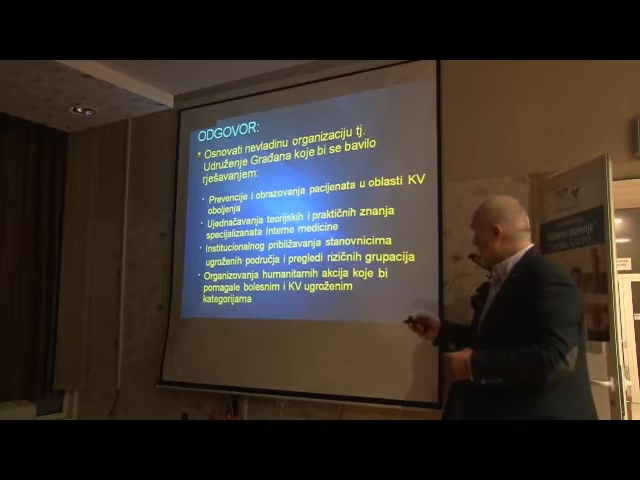 ODGOVOR:
• Osnovati nevladinu organizaciju tj.
Udruženje Građana koje bi se bavilo
rješavanjem:
• Prevencije i obrazovanja pacijenata u oblasti KV
oboljenja
• Ujednačavanja teorijskih i praktičnih znanja
specijalizanata Interne medicine
• Institucionalnog približavanja stanovnicima
ugroženih područja i pregledi rizičnih grupacija
• Organizovanja humanitarnih akcija koje bi
pomagale bolesnim i KV ugroženim
kategorijama